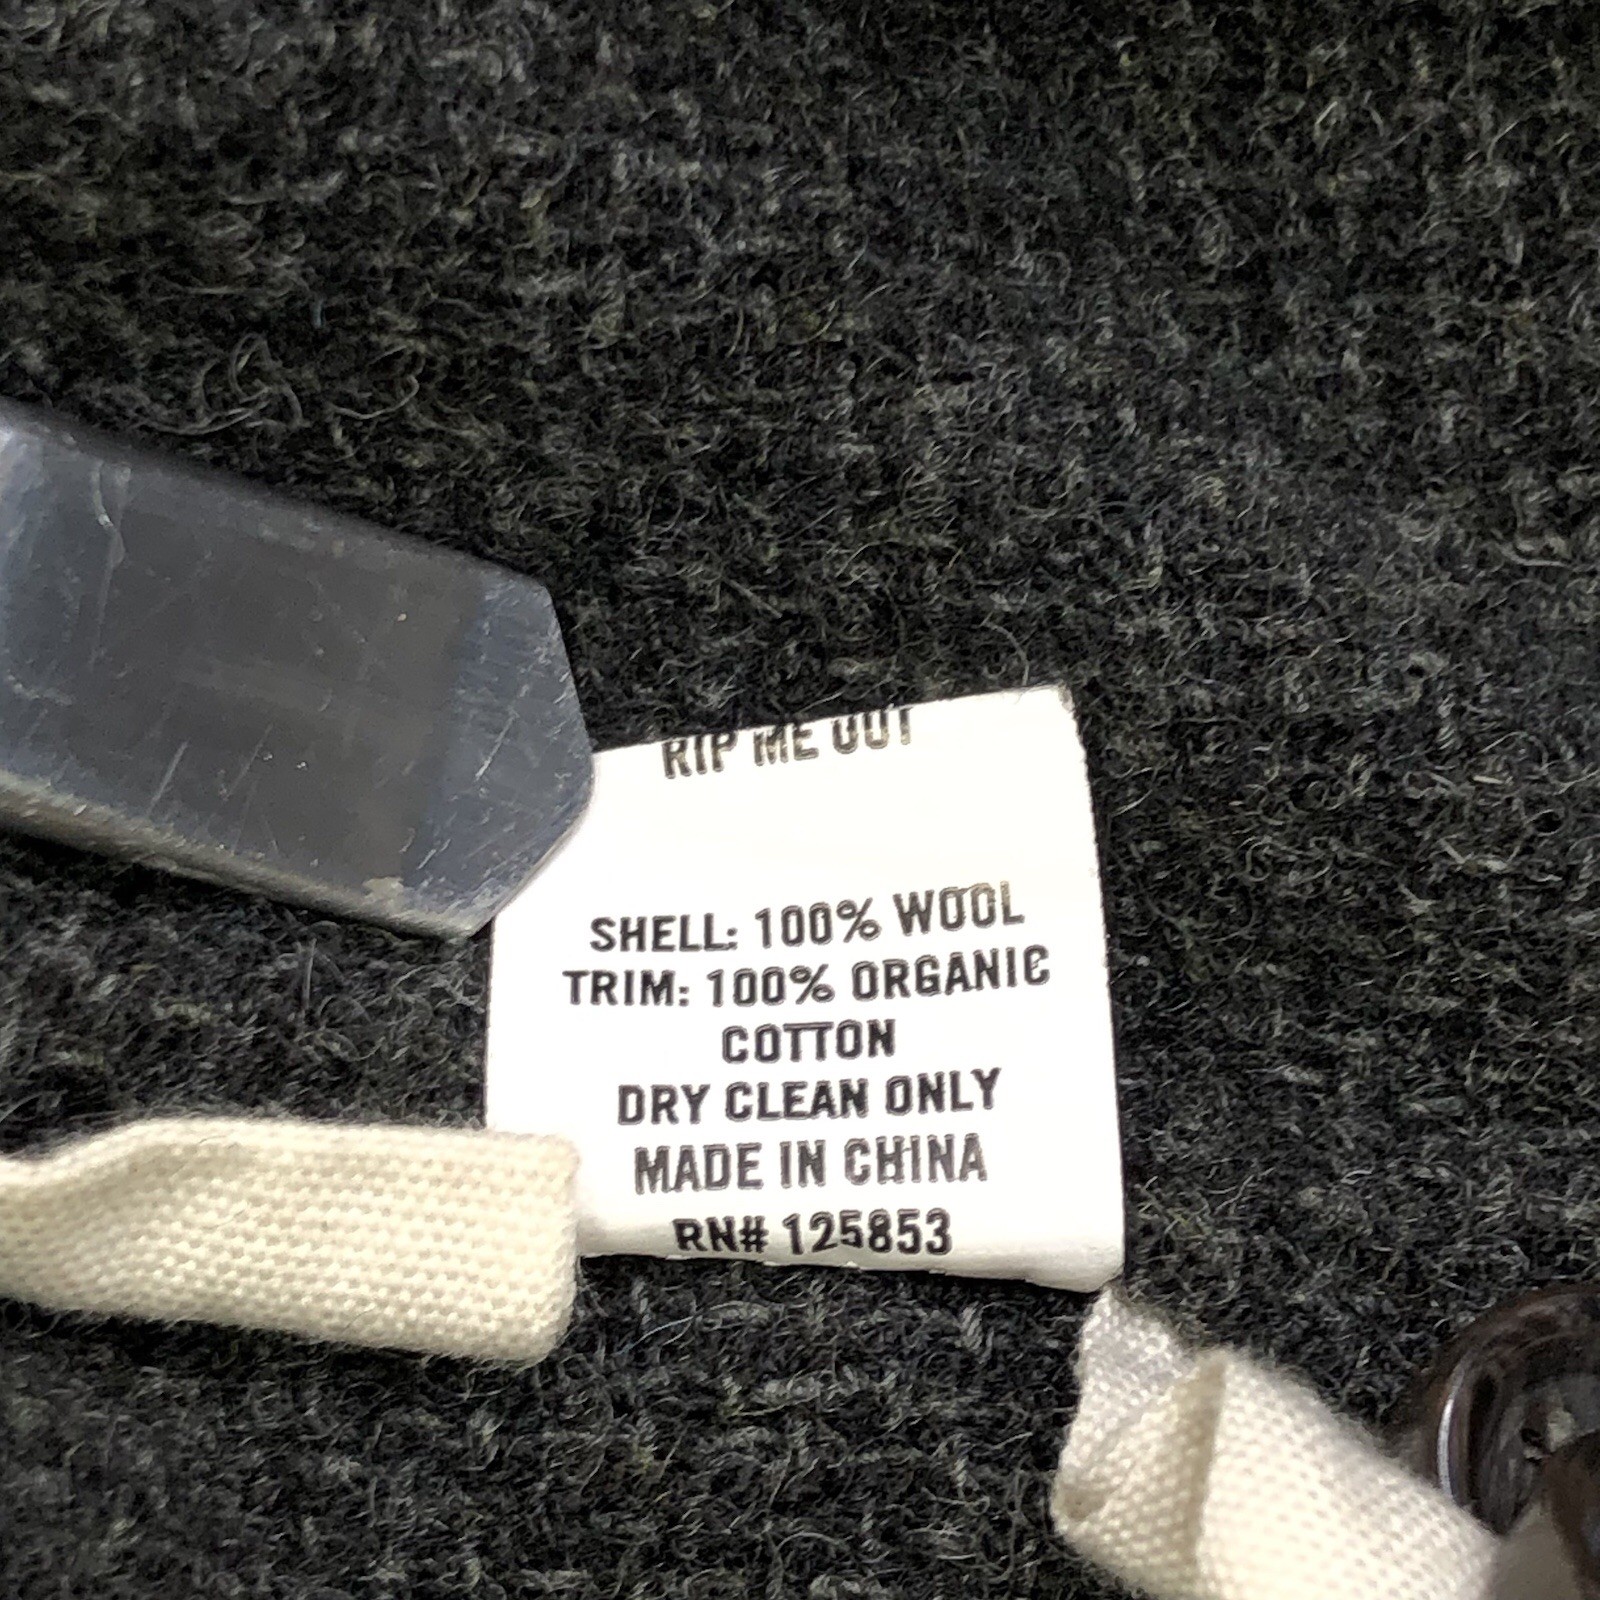 RIP ME OUT
SHELL: 100% WOOL
TRIM: 100% ORGANIC
COTTON
DRY CLEAN ONLY
MADE IN CHINA
RN# 125853